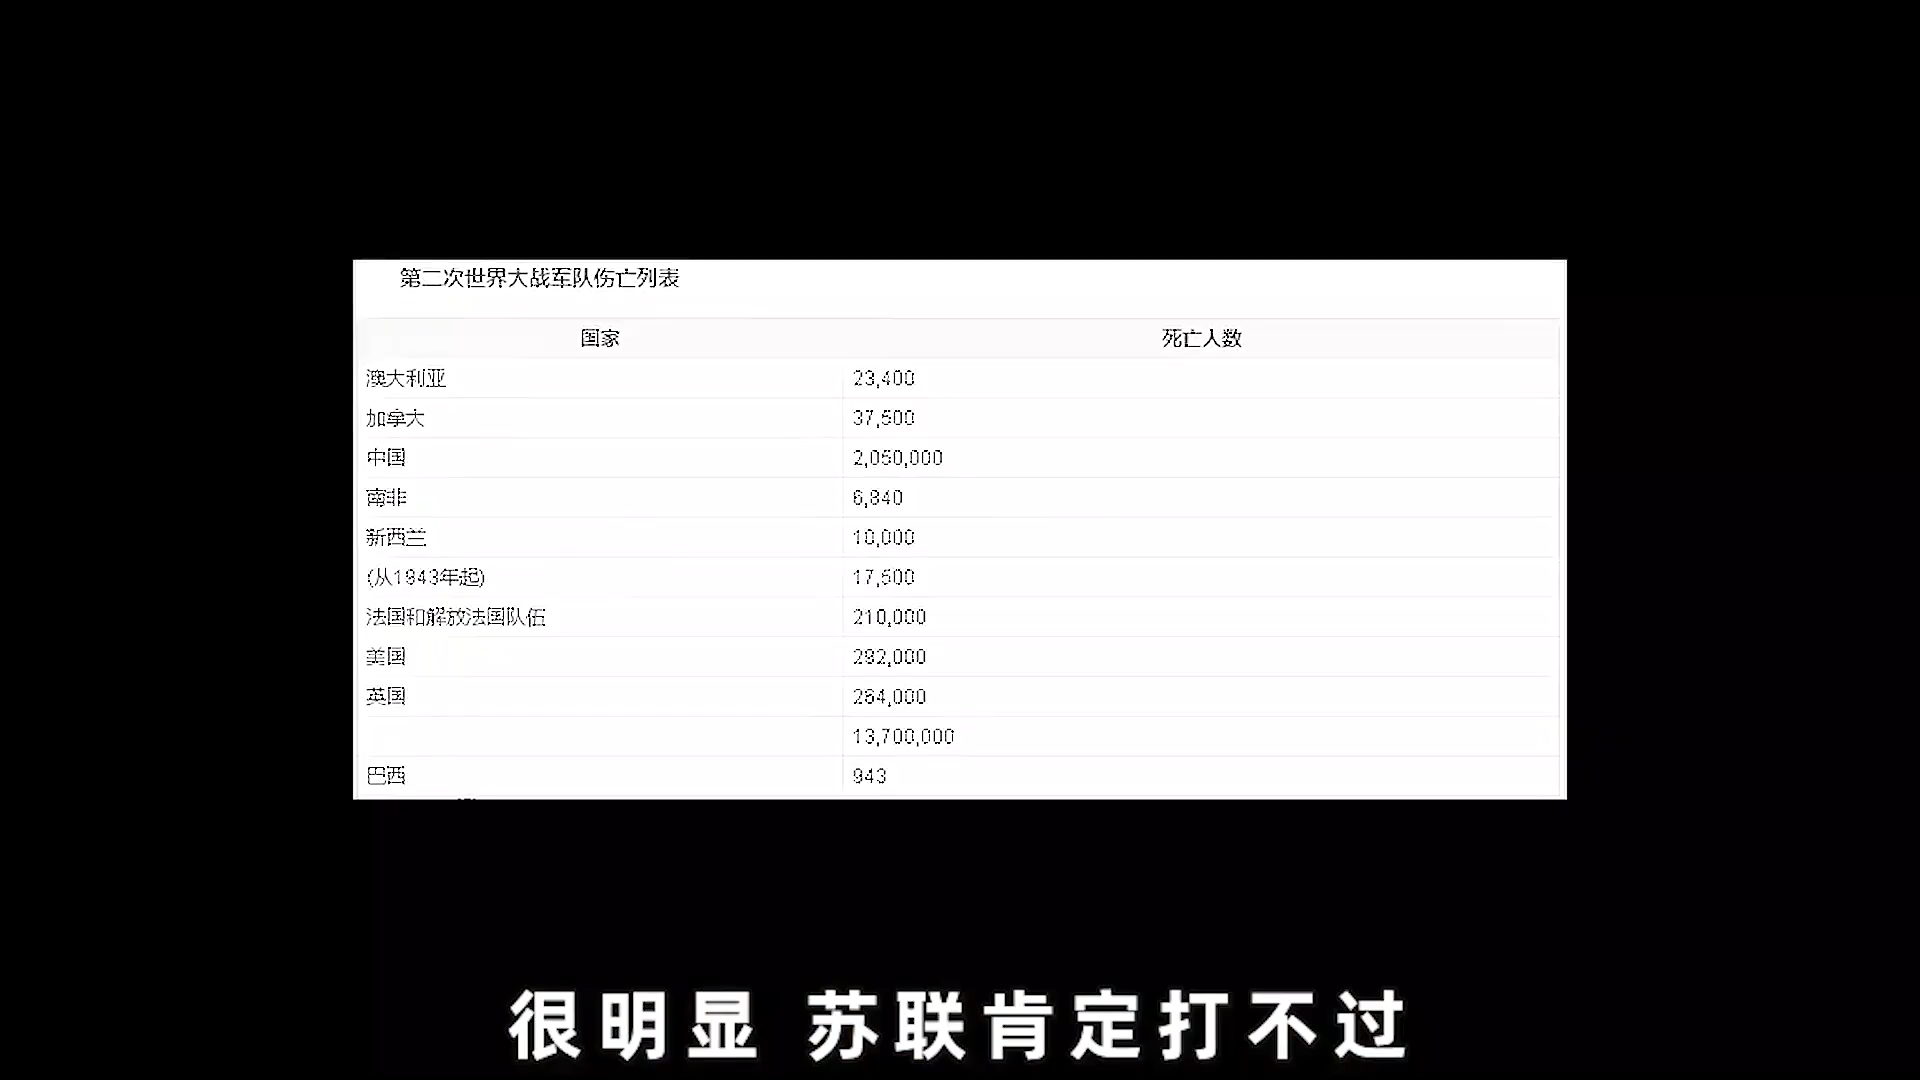 第二次世界大战军队伤亡列表
国家 死亡人数
澳大利亚 23,400
加拿大 37,500
中国 2,050,000
南非 6,840
新西兰 10,000
(从1943年起) 17,500
法国和解放法国队伍 210,000
美国 292,000
英国 264,000
13,700,000
巴西 943
很明显 苏联肯定打不过